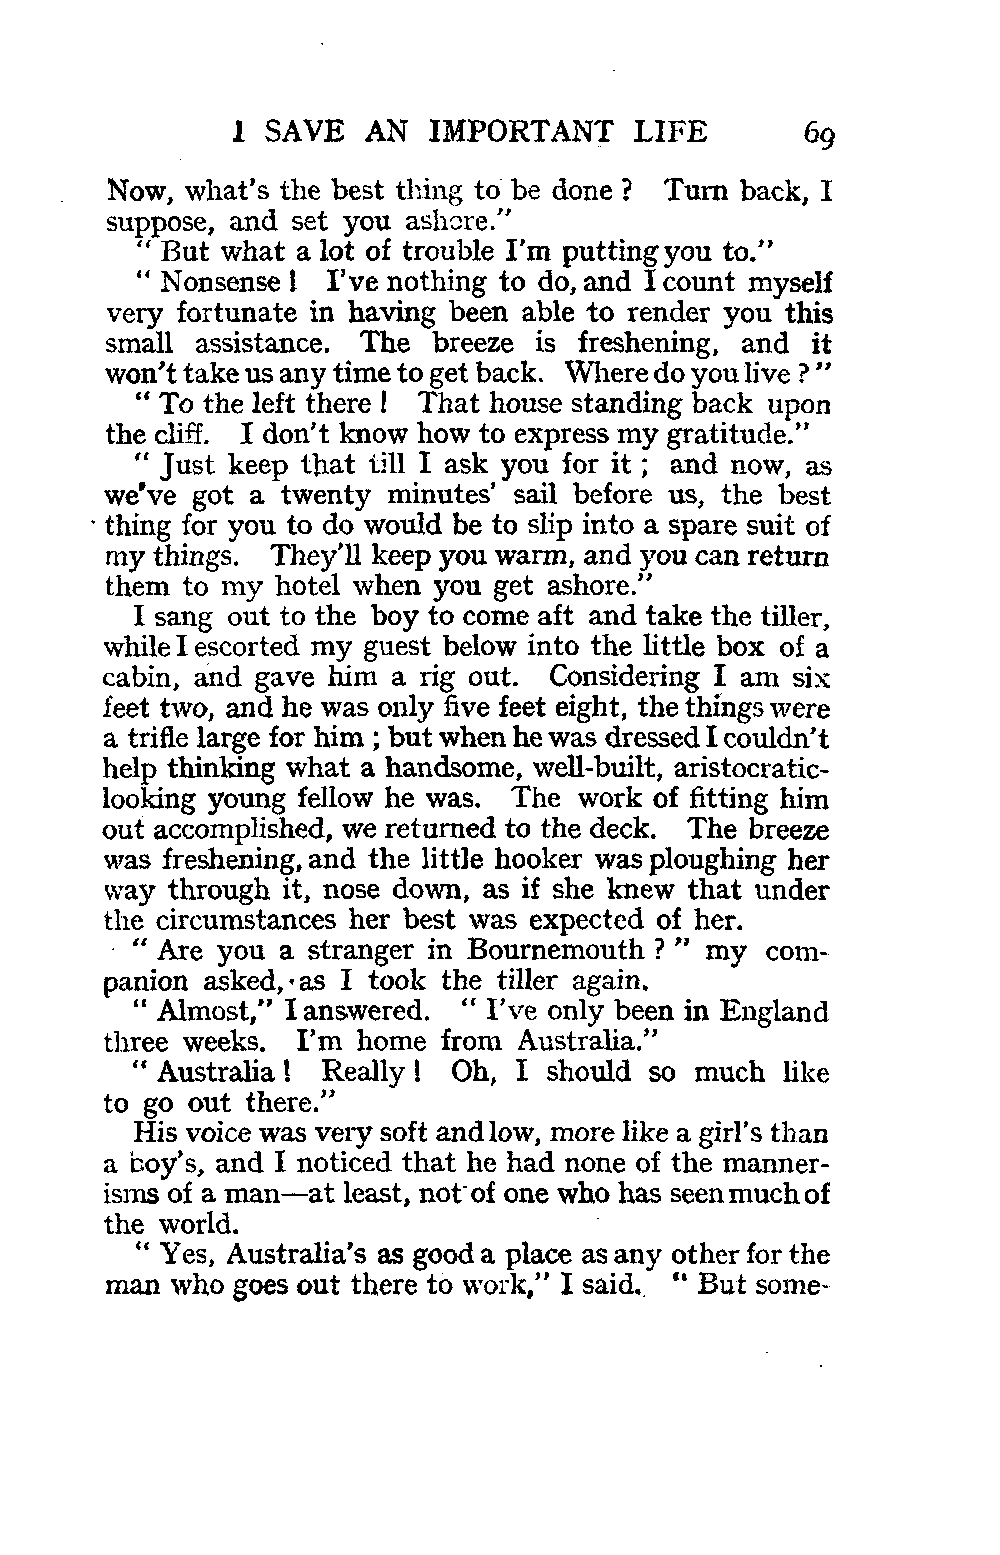 I SAVE AN IMPORTANT LIFE 69
Now, what's the best thing to be done ? Turn back, I
suppose, and set you ashore."
" But what a lot of trouble I'm putting you to."
" Nonsense ! I've nothing to do, and I count myself
very fortunate in having been able to render you this
small assistance. The breeze is freshening, and it
won't take us any time to get back. Where do you live ? "
" To the left there ! That house standing back upon
the cliff. I don't know how to express my gratitude."
" Just keep that till I ask you for it ; and now, as
we've got a twenty minutes' sail before us, the best
thing for you to do would be to slip into a spare suit of
my things. They'll keep you warm, and you can return
them to my hotel when you get ashore."
I sang out to the boy to come aft and take the tiller,
while I escorted my guest below into the little box of a
cabin, and gave him a rig out. Considering I am six
feet two, and he was only five feet eight, the things were
a trifle large for him ; but when he was dressed I couldn't
help thinking what a handsome, well-built, aristocratic-
looking young fellow he was. The work of fitting him
out accomplished, we returned to the deck. The breeze
was freshening, and the little hooker was ploughing her
way through it, nose down, as if she knew that under
the circumstances her best was expected of her.
" Are you a stranger in Bournemouth ? " my com-
panion asked, as I took the tiller again.
" Almost," I answered. " I've only been in England
three weeks. I'm home from Australia."
" Australia ! Really ! Oh, I should so much like
to go out there."
His voice was very soft and low, more like a girl's than
a boy's, and I noticed that he had none of the manner-
isms of a man—at least, not of one who has seen much of
the world.
" Yes, Australia's as good a place as any other for the
man who goes out there to work," I said. " But some-